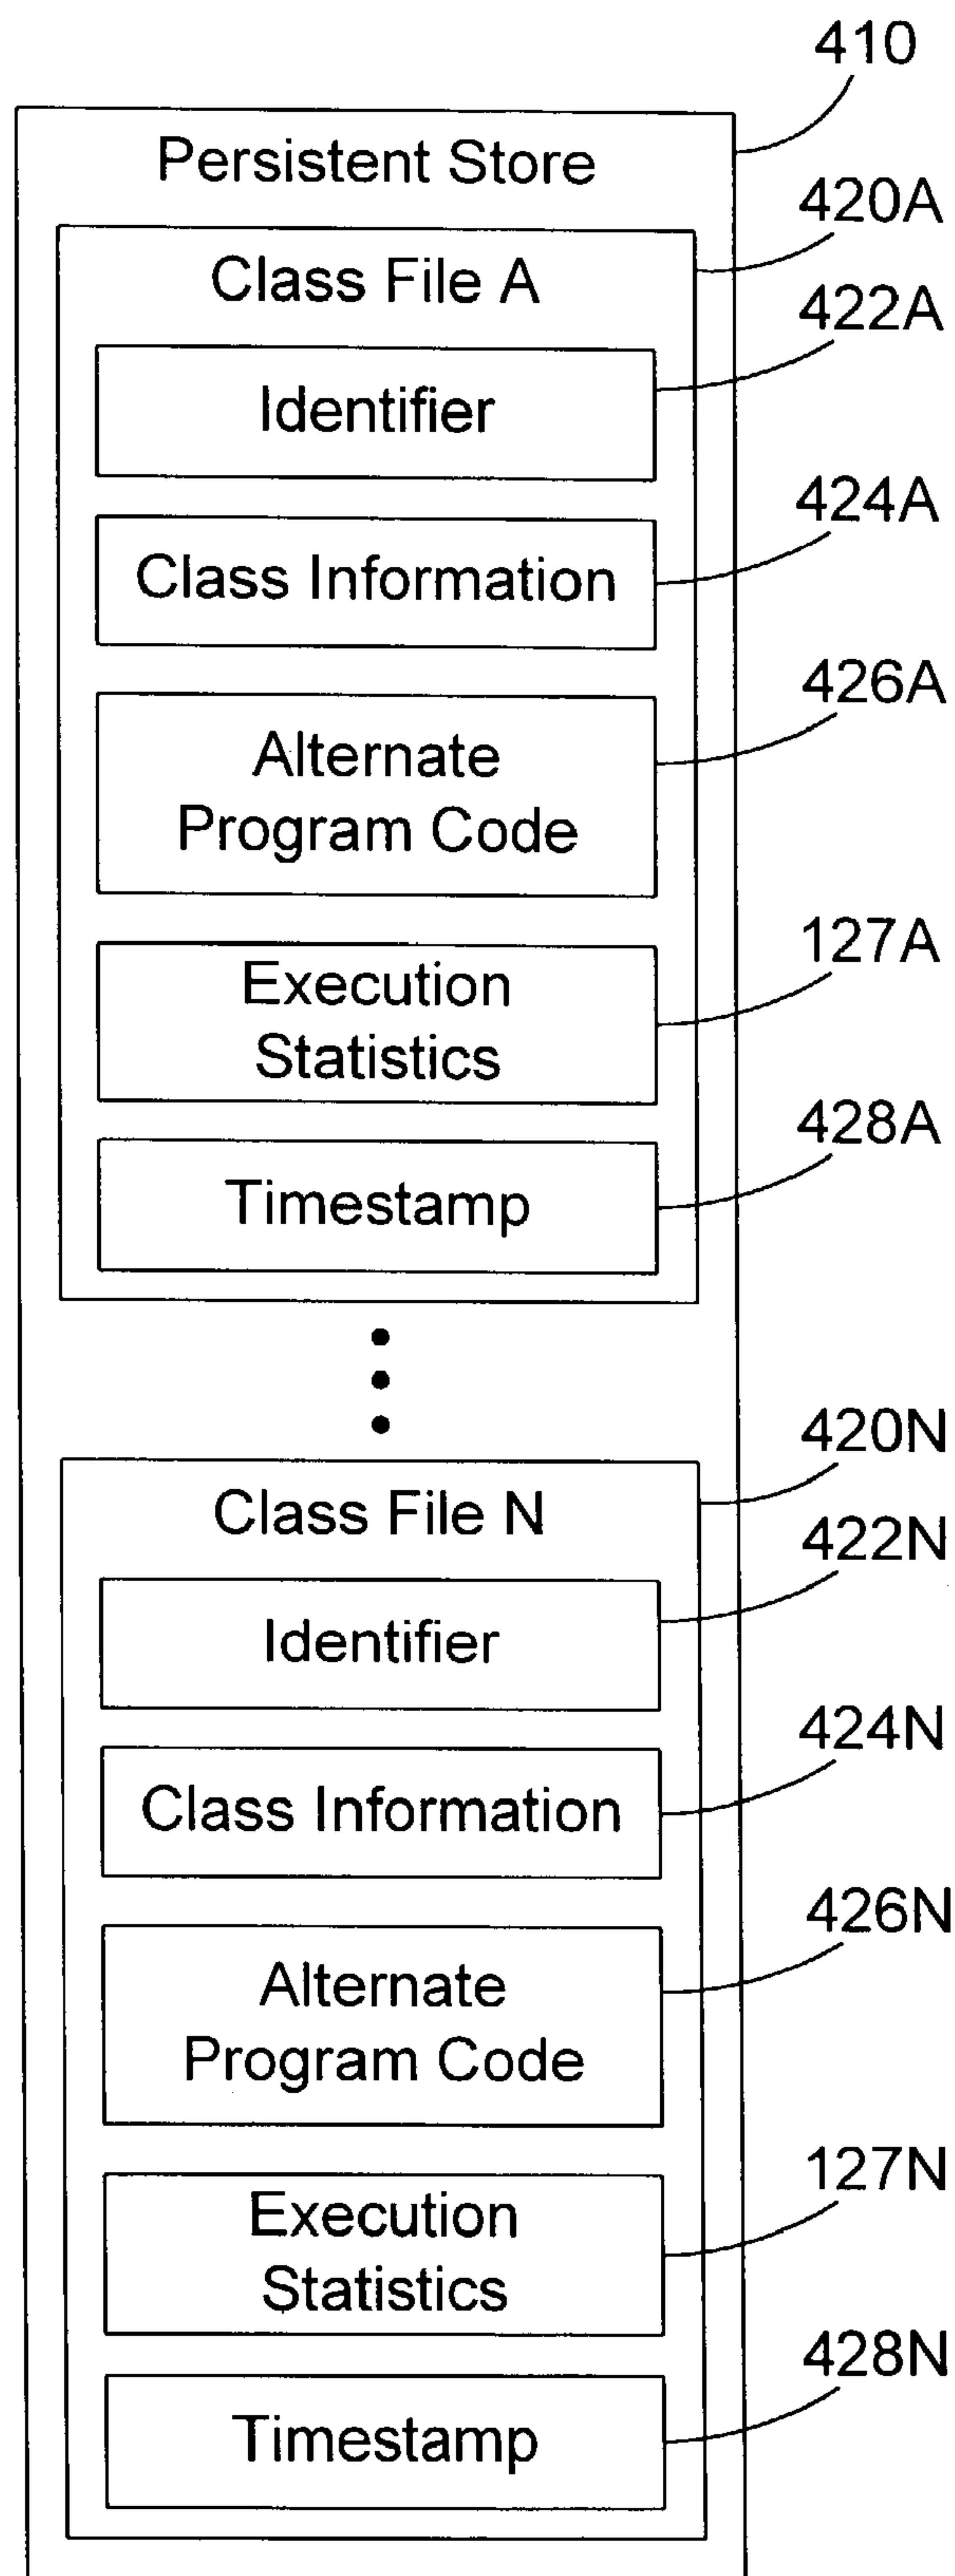 410
Persistent Store
420A
Class File A
422A
Identifier
424A
Class Information
426A
Alternate
Program Code
127A
Execution
Statistics
428A
Timestamp
420N
Class File N
422N
Identifier
424N
Class Information
426N
Alternate
Program Code
127N
Execution
Statistics
428N
Timestamp